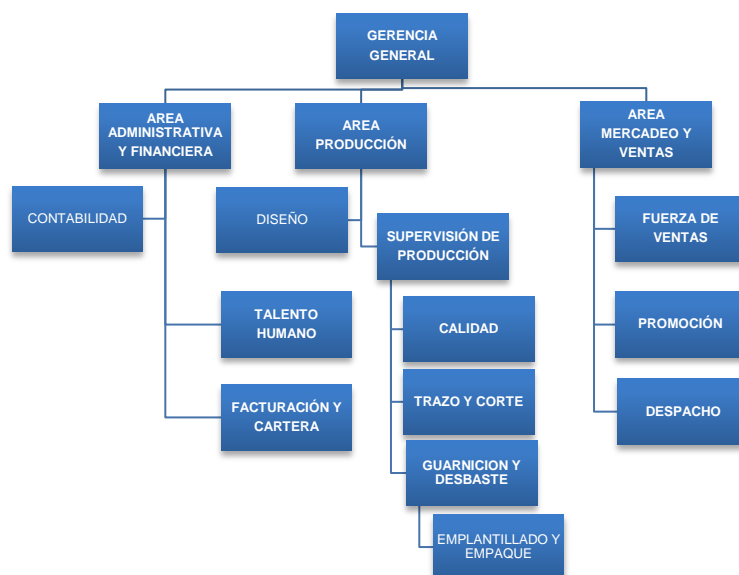 GERENCIA
GENERAL
AREA
ADMINISTRATIVA
Y FINANCIERA
AREA
PRODUCCIÓN
AREA
MERCADEO Y
VENTAS
CONTABILIDAD
DISEÑO
FUERZA DE
VENTAS
SUPERVISIÓN DE
PRODUCCIÓN
TALENTO
HUMANO
CALIDAD
PROMOCIÓN
FACTURACIÓN Y
CARTERA
TRAZO Y CORTE
DESPACHO
GUARNICION Y
DESBASTE
EMPLANTILLADO Y
EMPAQUE